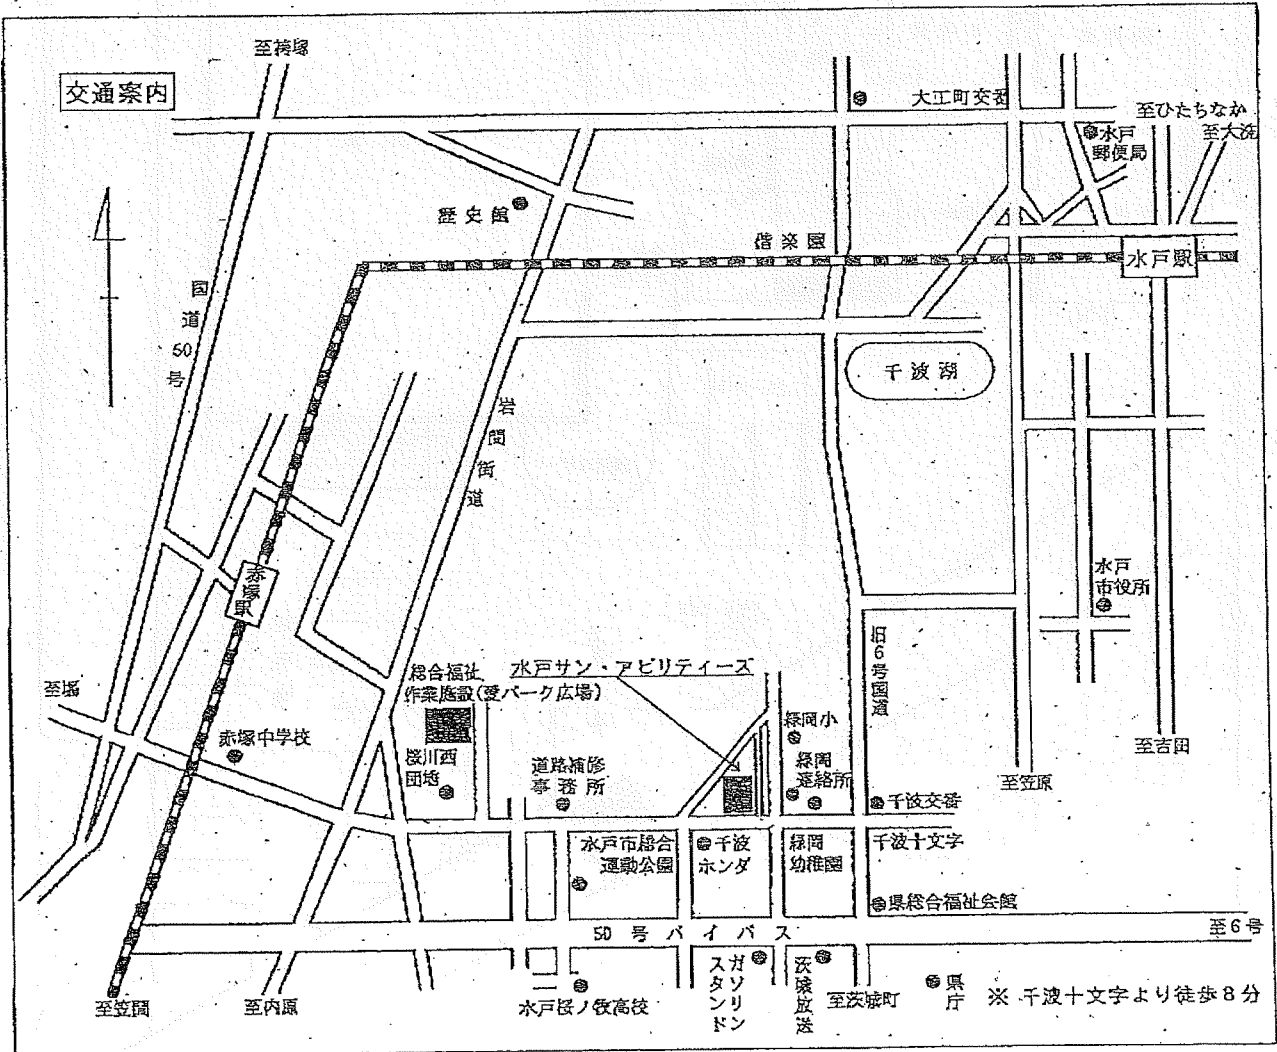 交通案内
大工町交番
至ひたちなか
至大洗
水戸
郵便局
歴史館
偕楽園
水戸駅
国道50号
千波湖
岩間街道
赤塚駅
水戸
市役所
旧6号国道
総合福祉
作業施設(愛パーク広場)
水戸サン・アビリティーズ
赤塚中学校
桜川西
団地
道路補修
事務所
緑岡小
緑岡
連絡所
千波交番
至吉田
至笠原
水戸市総合
運動公園
千波
ホンダ
緑岡
幼稚園
千波十文字
県総合福祉会館
50号バイパス
至6号
至笠間
至内原
水戸桜ノ牧高校
ガソリン
スタンド
茨城放送
至茨城町
県庁
※ 千波十文字より徒歩8分